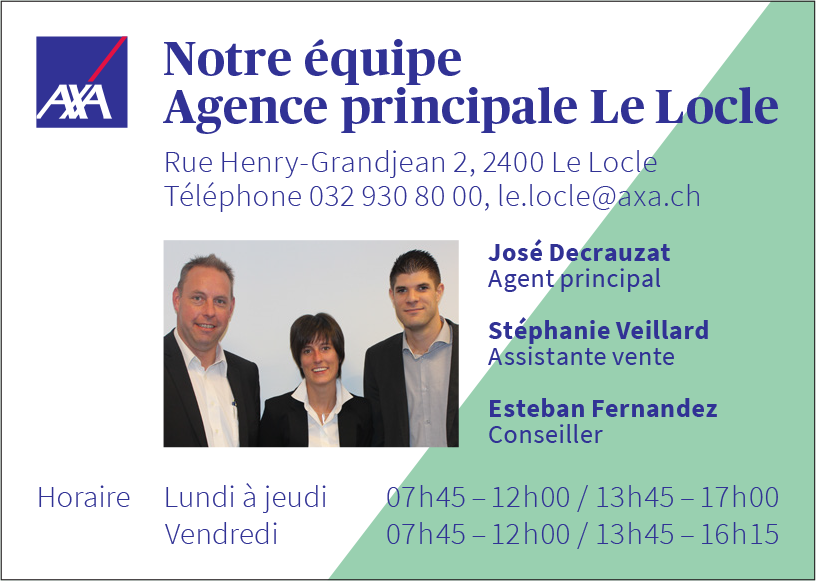 AXA
Notre équipe
Agence principale Le Locle
Rue Henry-Grandjean 2, 2400 Le Locle
Téléphone 032 930 80 00, le.locle@axa.ch
José Decrauzat
Agent principal
Stéphanie Veillard
Assistante vente
Esteban Fernandez
Conseiller
Horaire Lundi à jeudi 07h45 – 12h00 / 13h45 – 17h00
Vendredi 07h45 – 12h00 / 13h45 – 16h15